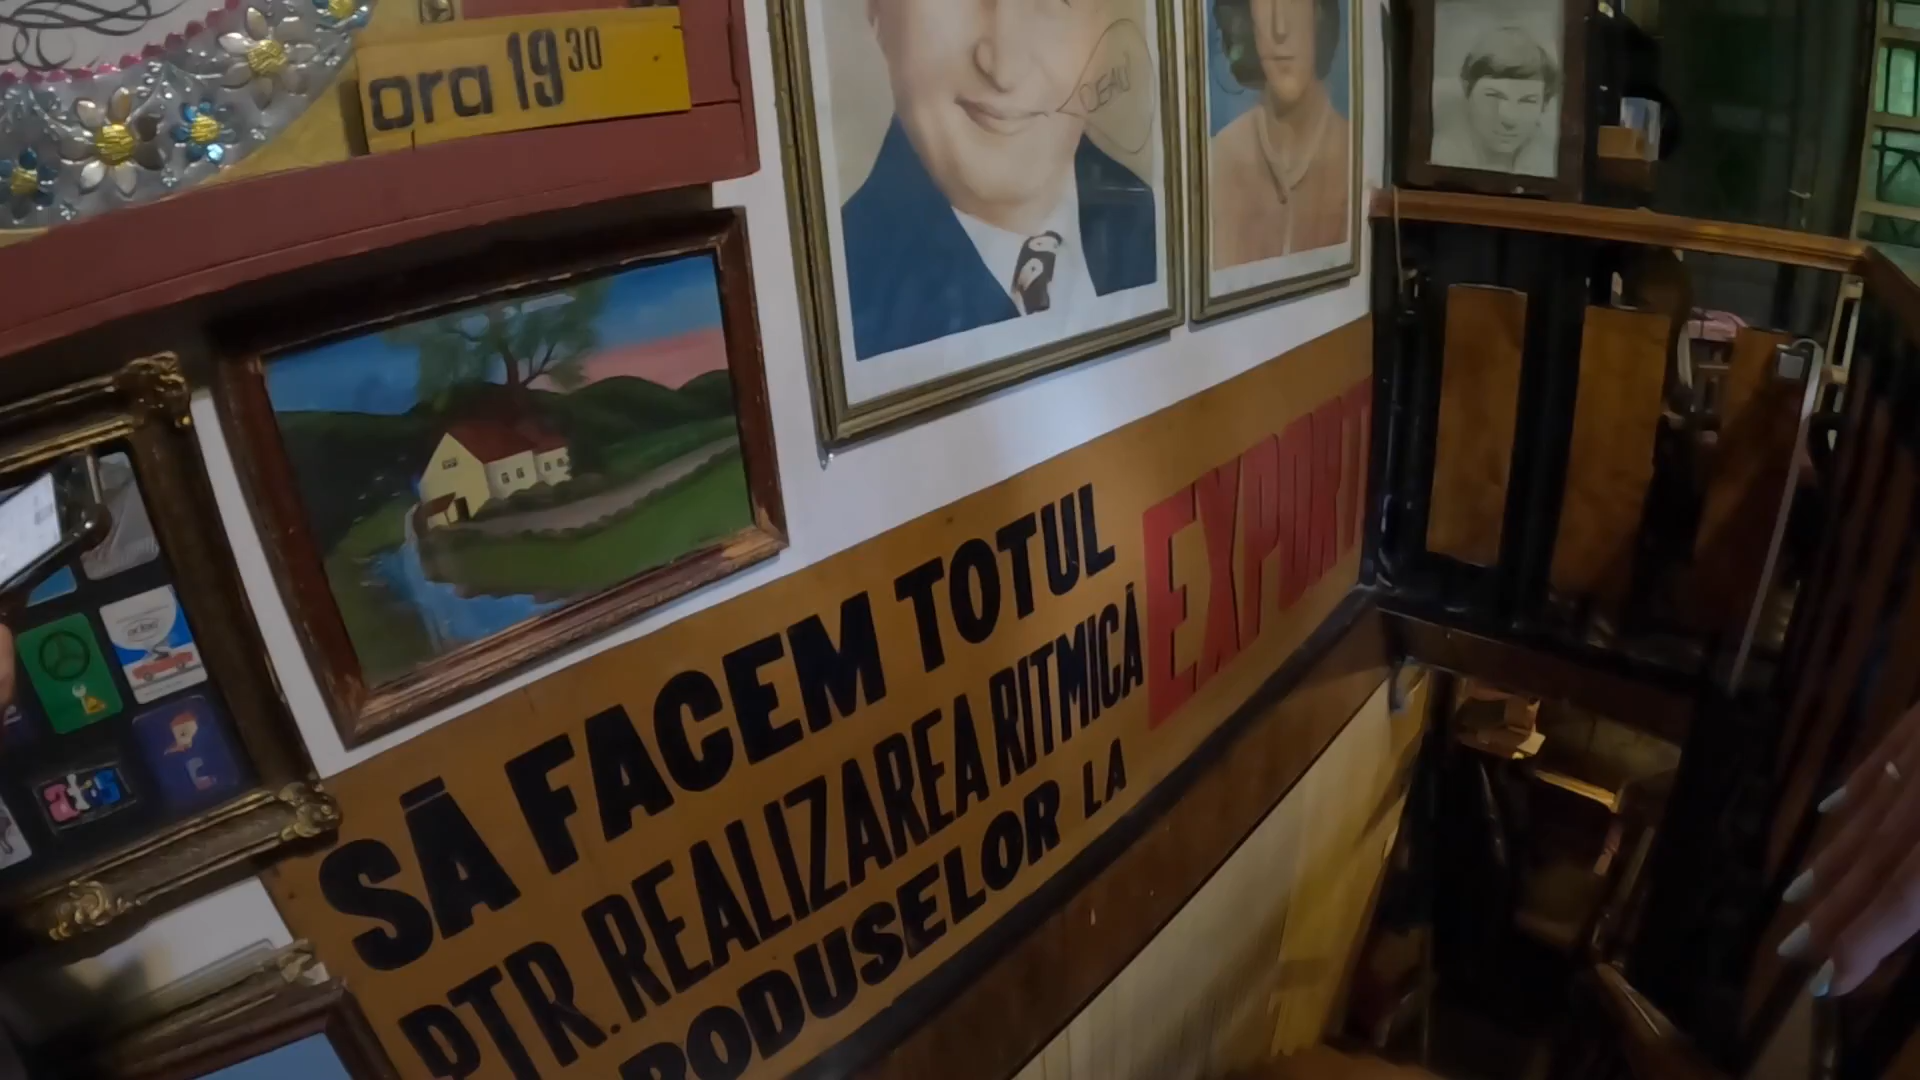 ora 19³⁰
SĂ FACEM TOTUL
PTR. REALIZAREA RITMICĂ
PRODUSELOR LA
EXPORT